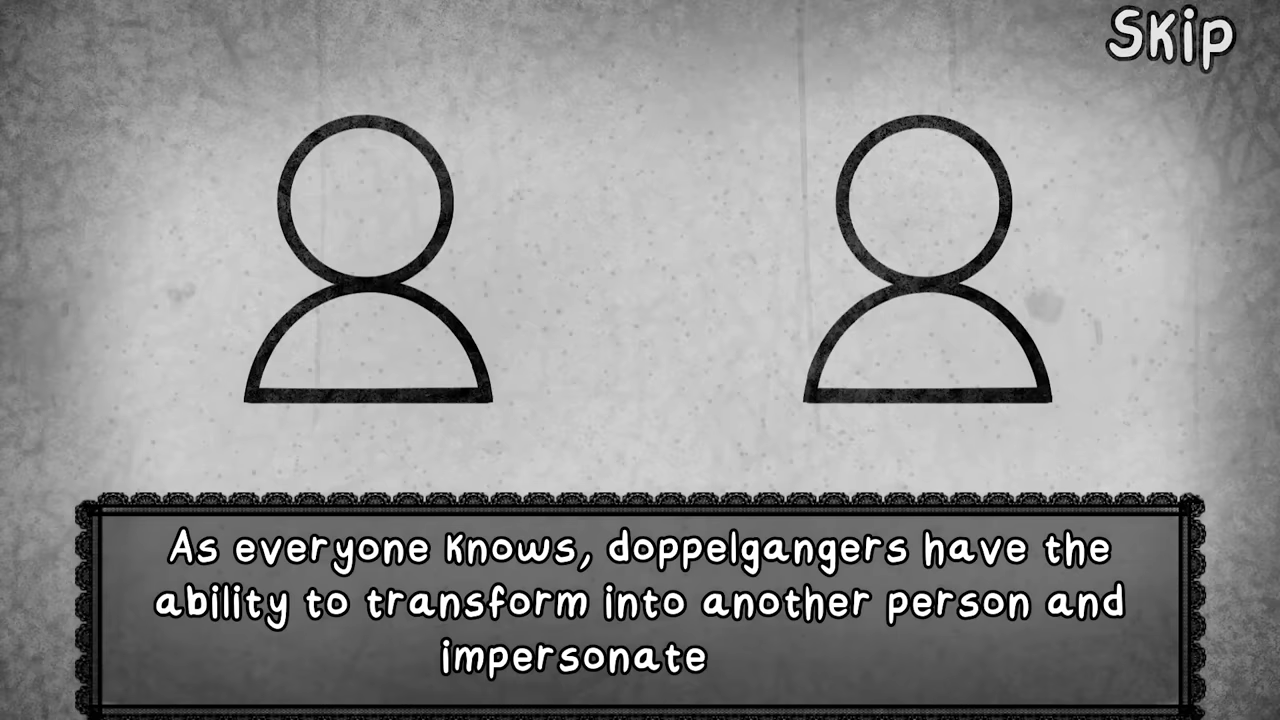 Skip
As everyone knows, doppelgangers have the
ability to transform into another person and
impersonate